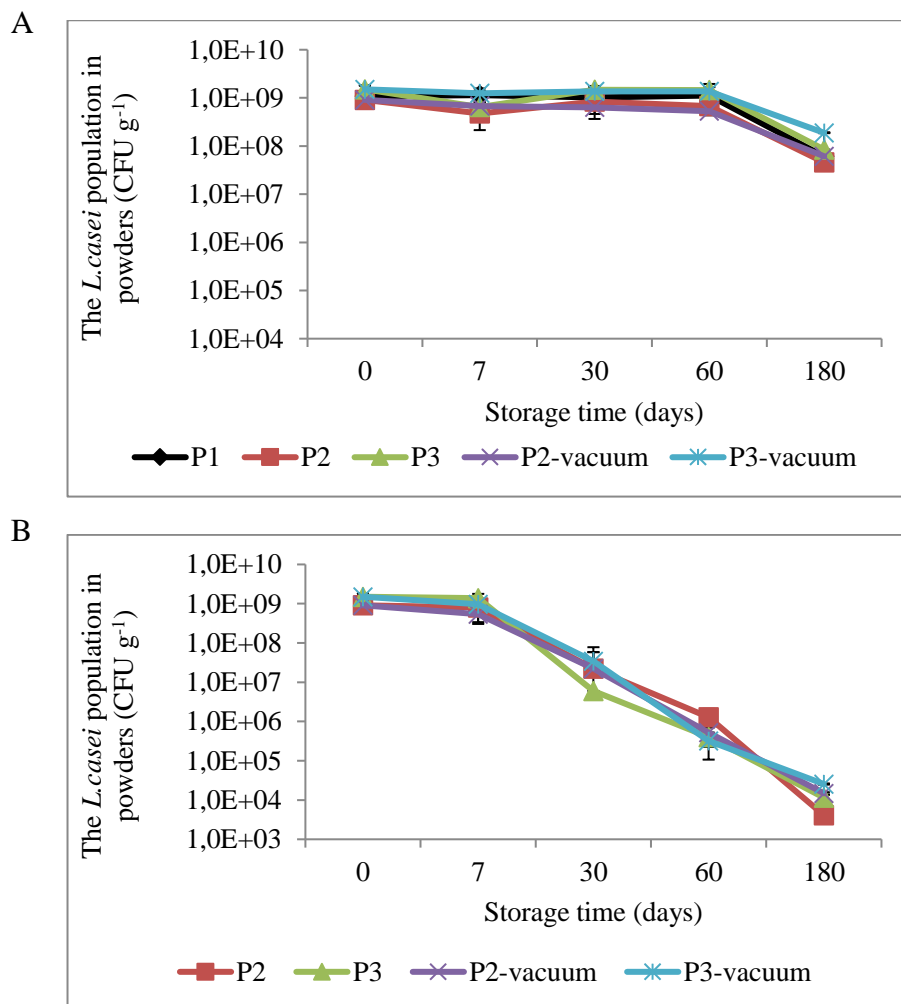 A
The L.casei population in
powders (CFU g-1)
1,0E+10
1,0E+09
1,0E+08
1,0E+07
1,0E+06
1,0E+05
1,0E+04
0 7 30 60 180
Storage time (days)
P1 P2 P3 P2-vacuum P3-vacuum
B
The L.casei population in
powders (CFU g-1)
1,0E+10
1,0E+09
1,0E+08
1,0E+07
1,0E+06
1,0E+05
1,0E+04
1,0E+03
0 7 30 60 180
Storage time (days)
P2 P3 P2-vacuum P3-vacuum